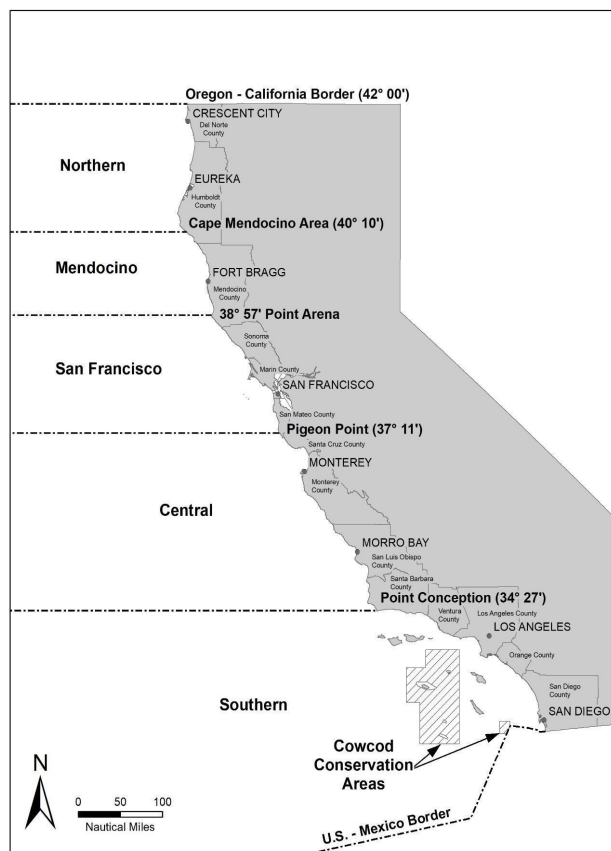 Oregon - California Border (42° 00')
CRESCENT CITY
Del Norte
County
Northern
EUREKA
Humboldt
County
Cape Mendocino Area (40° 10')
Mendocino
FORT BRAGG
Mendocino
County
38° 57' Point Arena
Sonoma
County
San Francisco
Marin County
SAN FRANCISCO
San Mateo County
Pigeon Point (37° 11')
Santa Cruz County
MONTEREY
Monterey
County
Central
MORRO BAY
San Luis Obispo
County
Santa Barbara
County
Point Conception (34° 27')
Ventura
County
Los Angeles County
LOS ANGELES
Orange County
San Diego
County
Southern
SAN DIEGO
Cowcod
Conservation
Areas
N
0 50 100
Nautical Miles
U.S. - Mexico Border